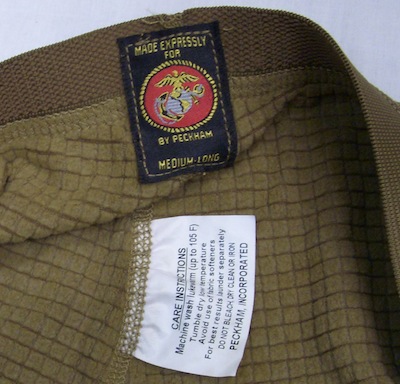 MADE EXPRESSLY
FOR
BY PECKHAM
MEDIUM-LONG
CARE INSTRUCTIONS
Machine wash lukewarm (up to 105 F)
Tumble dry low temperature
Avoid use of fabric softeners
For best results launder separately
DO NOT BLEACH, DRY CLEAN OR IRON
PECKHAM, INCORPORATED